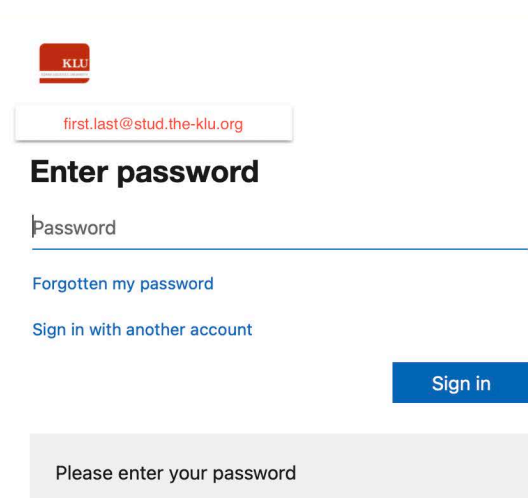 KLU
first.last@stud.the-klu.org
Enter password
Password
Forgotten my password
Sign in with another account
Sign in
Please enter your password